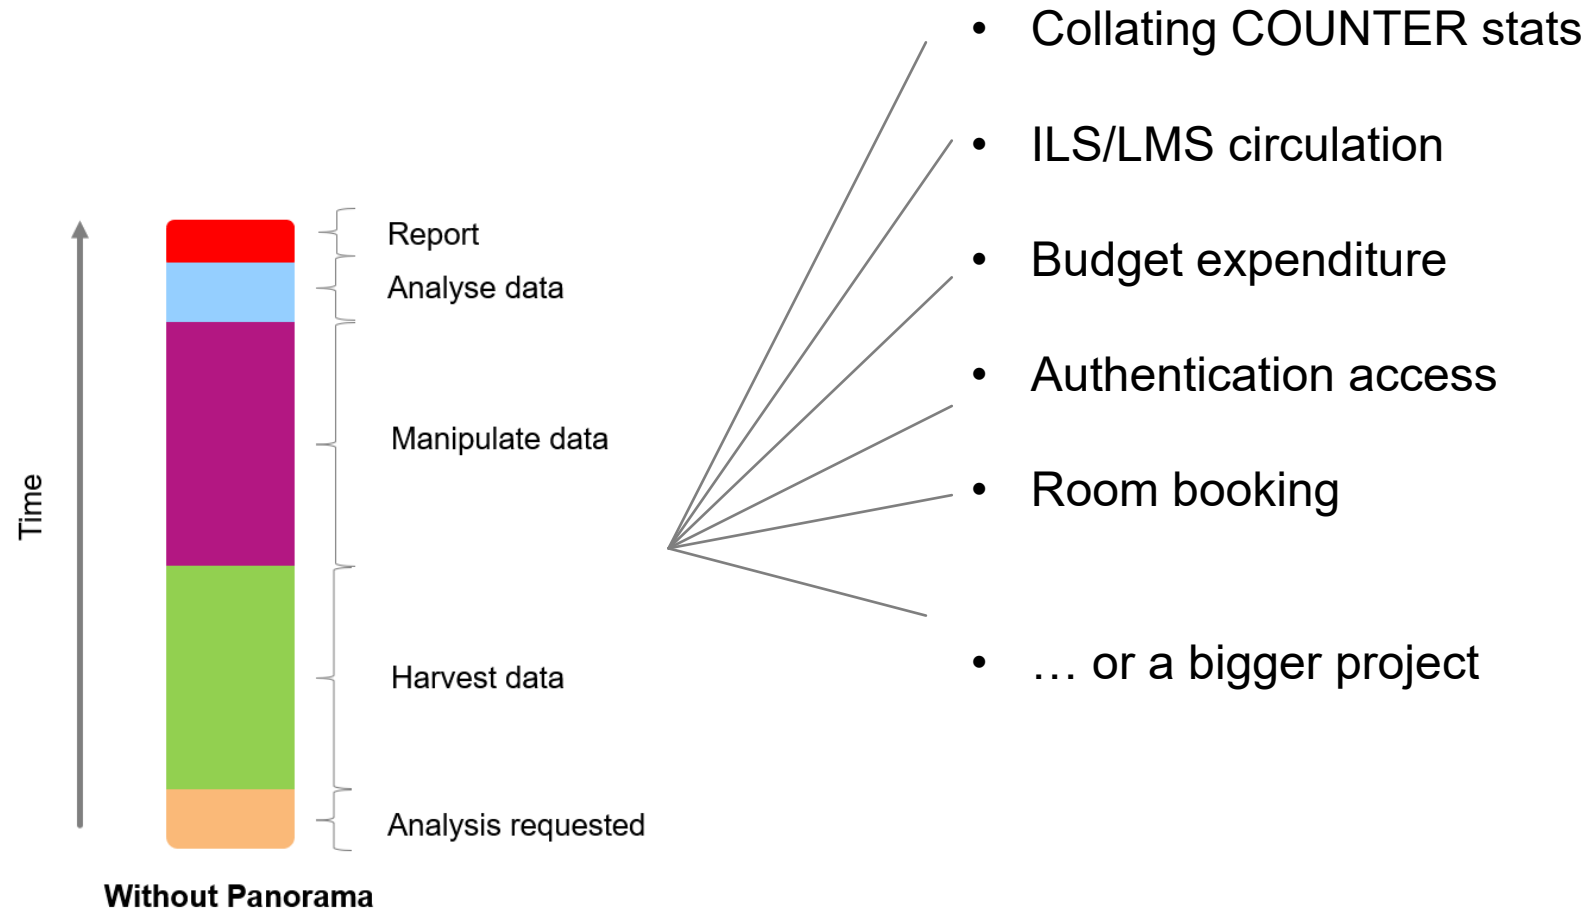 Time
Report
Analyse data
Manipulate data
Harvest data
Analysis requested
Without Panorama
• Collating COUNTER stats
• ILS/LMS circulation
• Budget expenditure
• Authentication access
• Room booking
• … or a bigger project